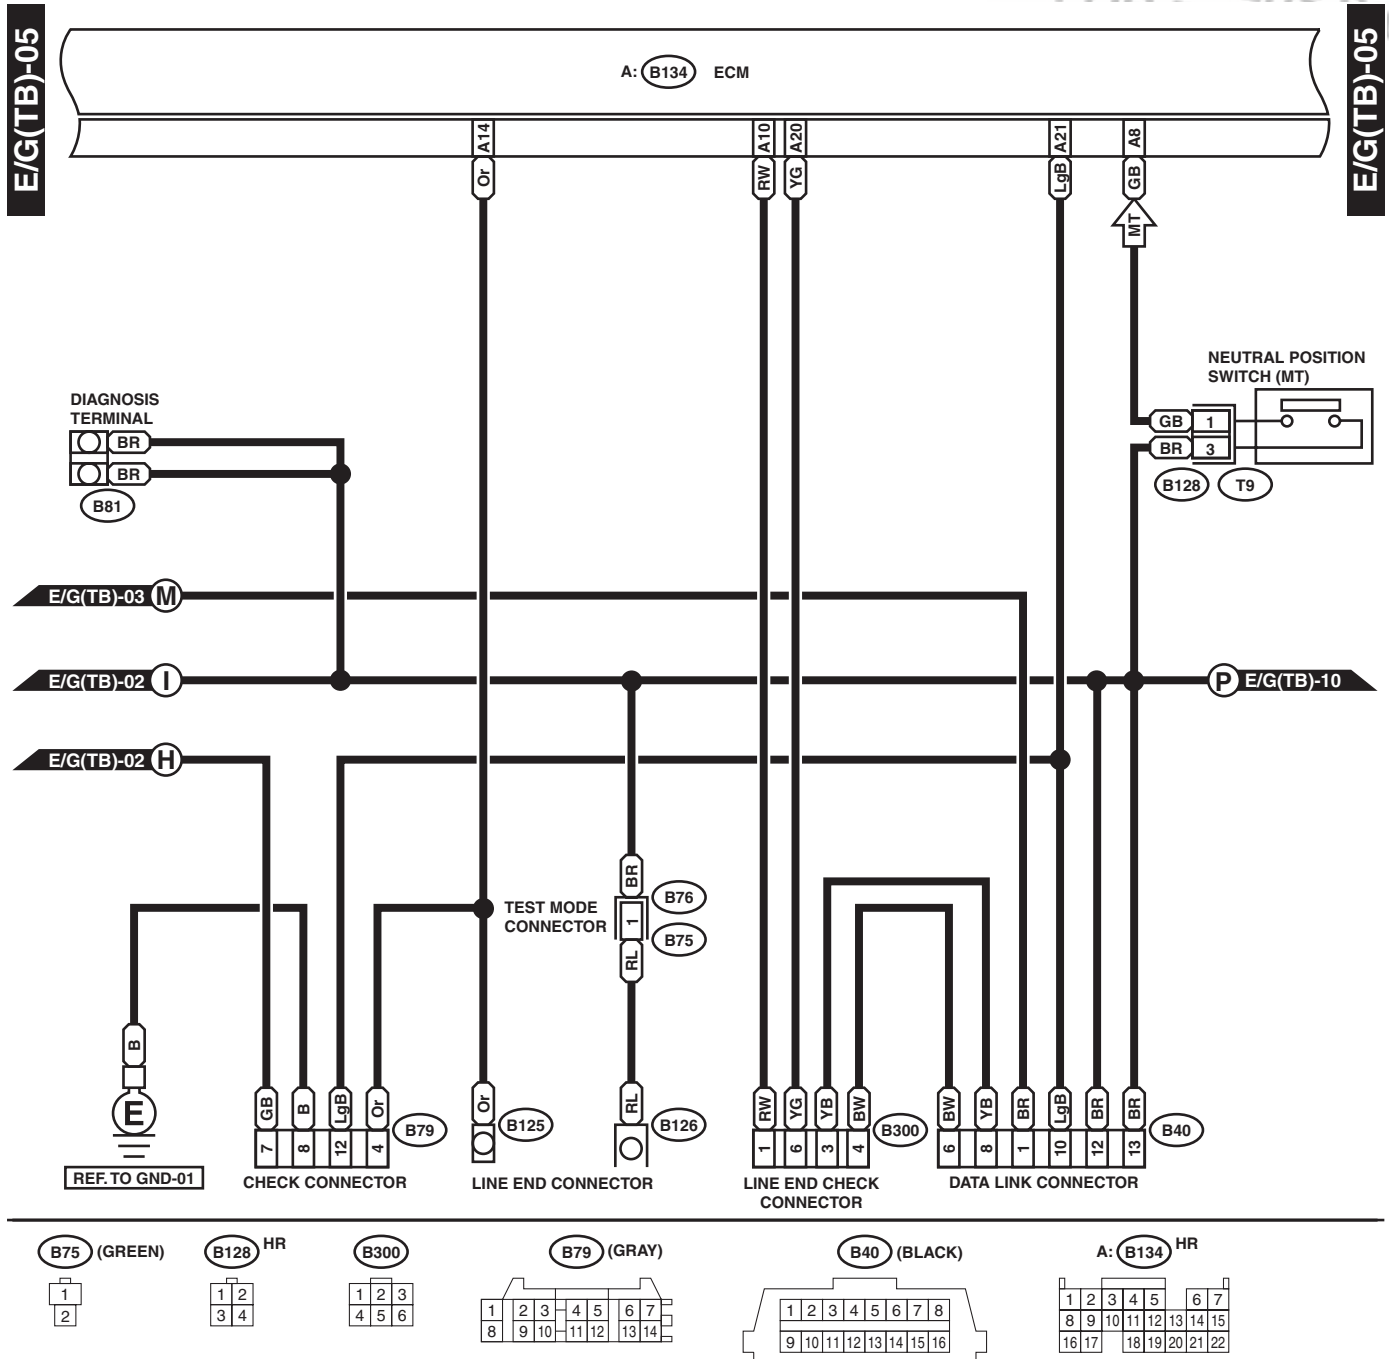 E/G(TB)-05
E/G(TB)-05
A: B134 ECM
A14
A10
A20
A21
A8
Or
RW
YG
LgB
GB
MT
NEUTRAL POSITION
SWITCH (MT)
DIAGNOSIS
TERMINAL
BR
BR
B81
GB 1
BR 3
B128 T9
E/G(TB)-03 M
E/G(TB)-02 I
P E/G(TB)-10
E/G(TB)-02 H
BR
TEST MODE
CONNECTOR
1
B76
B75
RL
B
E
REF. TO GND-01
GB
B
LgB
Or
B79
7
8
12
4
CHECK CONNECTOR
Or
B125
RL
B126
LINE END CONNECTOR
RW
YG
YB
BW
B300
1
6
3
4
LINE END CHECK
CONNECTOR
BW
YB
BR
LgB
BR
BR
B40
6
8
1
10
12
13
DATA LINK CONNECTOR
B75 (GREEN)
1
2
B128 HR
1 2
3 4
B300
1 2 3
4 5 6
B79 (GRAY)
1 2 3 4 5 6 7
8 9 10 11 12 13 14
B40 (BLACK)
1 2 3 4 5 6 7 8
9 10 11 12 13 14 15 16
A: B134 HR
1 2 3 4 5 6 7
8 9 10 11 12 13 14 15
16 17 18 19 20 21 22